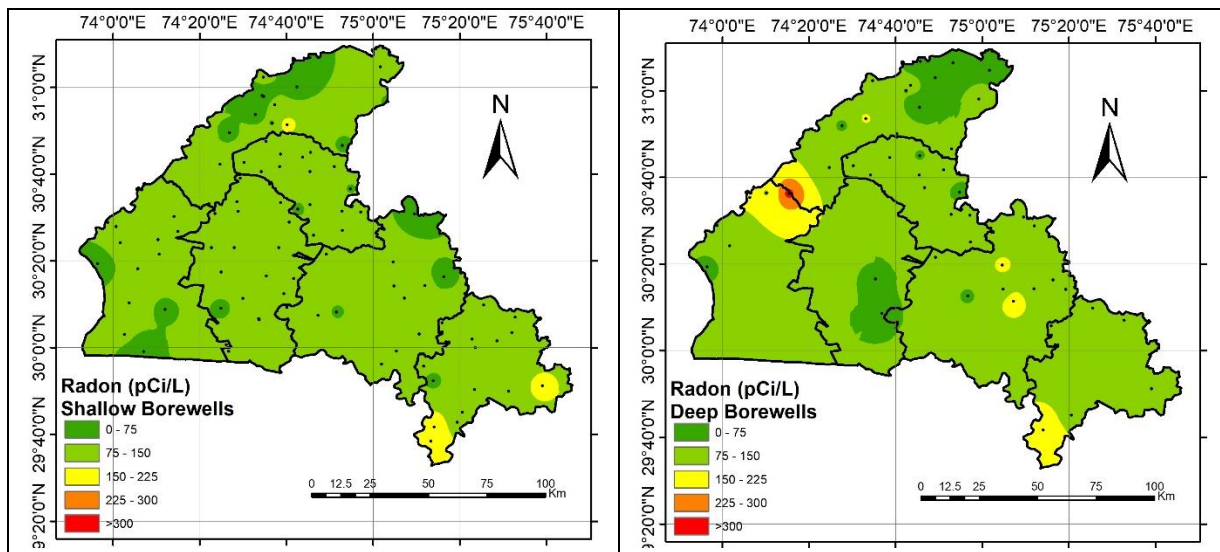 74°0'0"E 74°20'0"E 74°40'0"E 75°0'0"E 75°20'0"E 75°40'0"E
31°0'0"N
30°40'0"N
30°20'0"N
30°0'0"N
29°40'0"N
9°20'0"N
N
Radon (pCi/L)
Shallow Borewells
0 - 75
75 - 150
150 - 225
225 - 300
>300
0 12.5 25 50 75 100
Km
74°0'0"E 74°20'0"E 74°40'0"E 75°0'0"E 75°20'0"E 75°40'0"E
31°0'0"N
30°40'0"N
30°20'0"N
30°0'0"N
29°40'0"N
9°20'0"N
N
Radon (pCi/L)
Deep Borewells
0 - 75
75 - 150
150 - 225
225 - 300
>300
0 12.5 25 50 75 100
Km